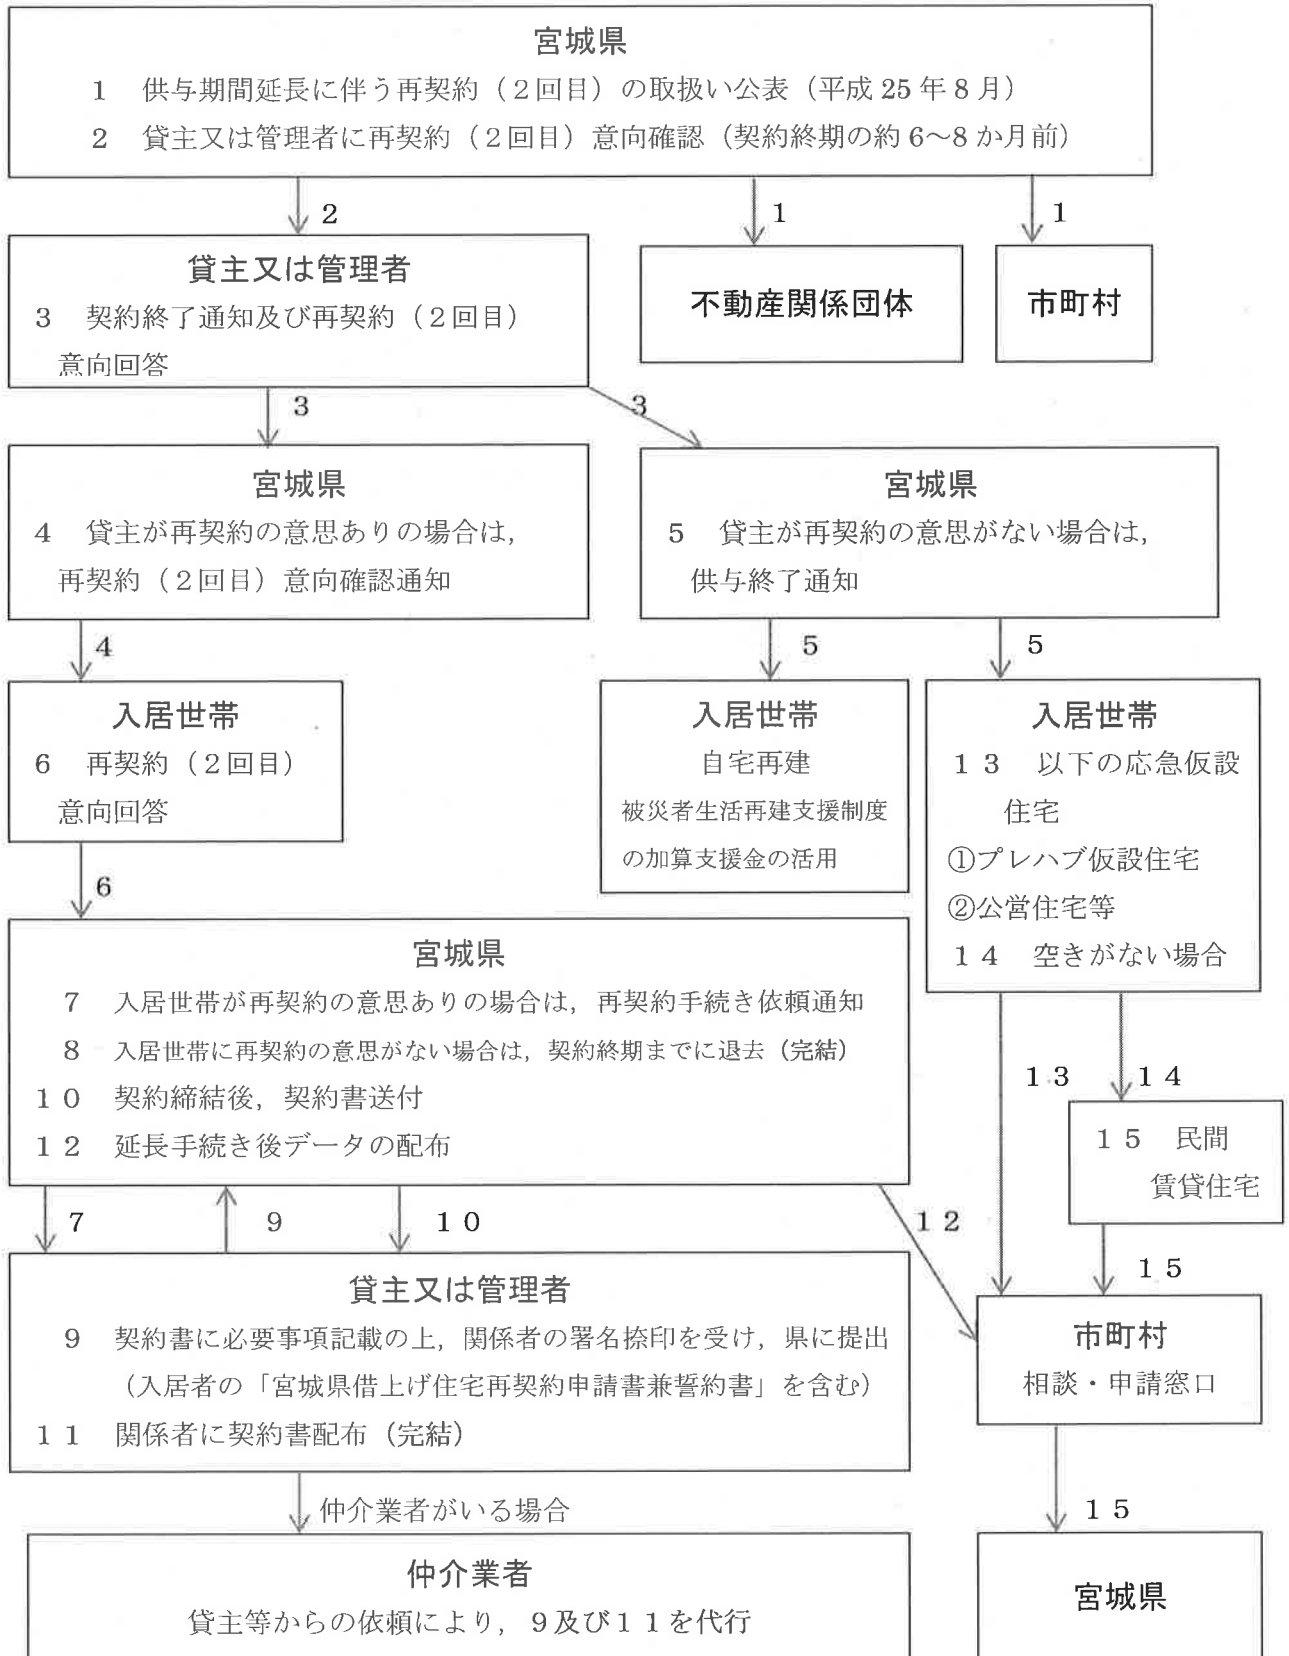 宮城県
1 供与期間延長に伴う再契約（２回目）の取扱い公表（平成 25 年 8 月）
2 貸主又は管理者に再契約（２回目）意向確認（契約終期の約 6～8 か月前）
2
1
1
貸主又は管理者
3 契約終了通知及び再契約（２回目）
意向回答
不動産関係団体
市町村
3
3
宮城県
4 貸主が再契約の意思ありの場合は，
再契約（２回目）意向確認通知
宮城県
5 貸主が再契約の意思がない場合は，
供与終了通知
4
5
5
入居世帯
6 再契約（２回目）
意向回答
入居世帯
自宅再建
被災者生活再建支援制度
の加算支援金の活用
入居世帯
１３ 以下の応急仮設
住宅
①プレハブ仮設住宅
②公営住宅等
１４ 空きがない場合
6
宮城県
7 入居世帯が再契約の意思ありの場合は，再契約手続き依頼通知
8 入居世帯に再契約の意思がない場合は，契約終期までに退去（完結）
１０ 契約締結後，契約書送付
１２ 延長手続き後データの配布
１３
１４
１５ 民間
賃貸住宅
7
9
１０
１２
１５
貸主又は管理者
9 契約書に必要事項記載の上，関係者の署名捺印を受け，県に提出
（入居者の「宮城県借上げ住宅再契約申請書兼誓約書」を含む）
１１ 関係者に契約書配布（完結）
市町村
相談・申請窓口
仲介業者がいる場合
１５
仲介業者
貸主等からの依頼により，９及び１１を代行
宮城県